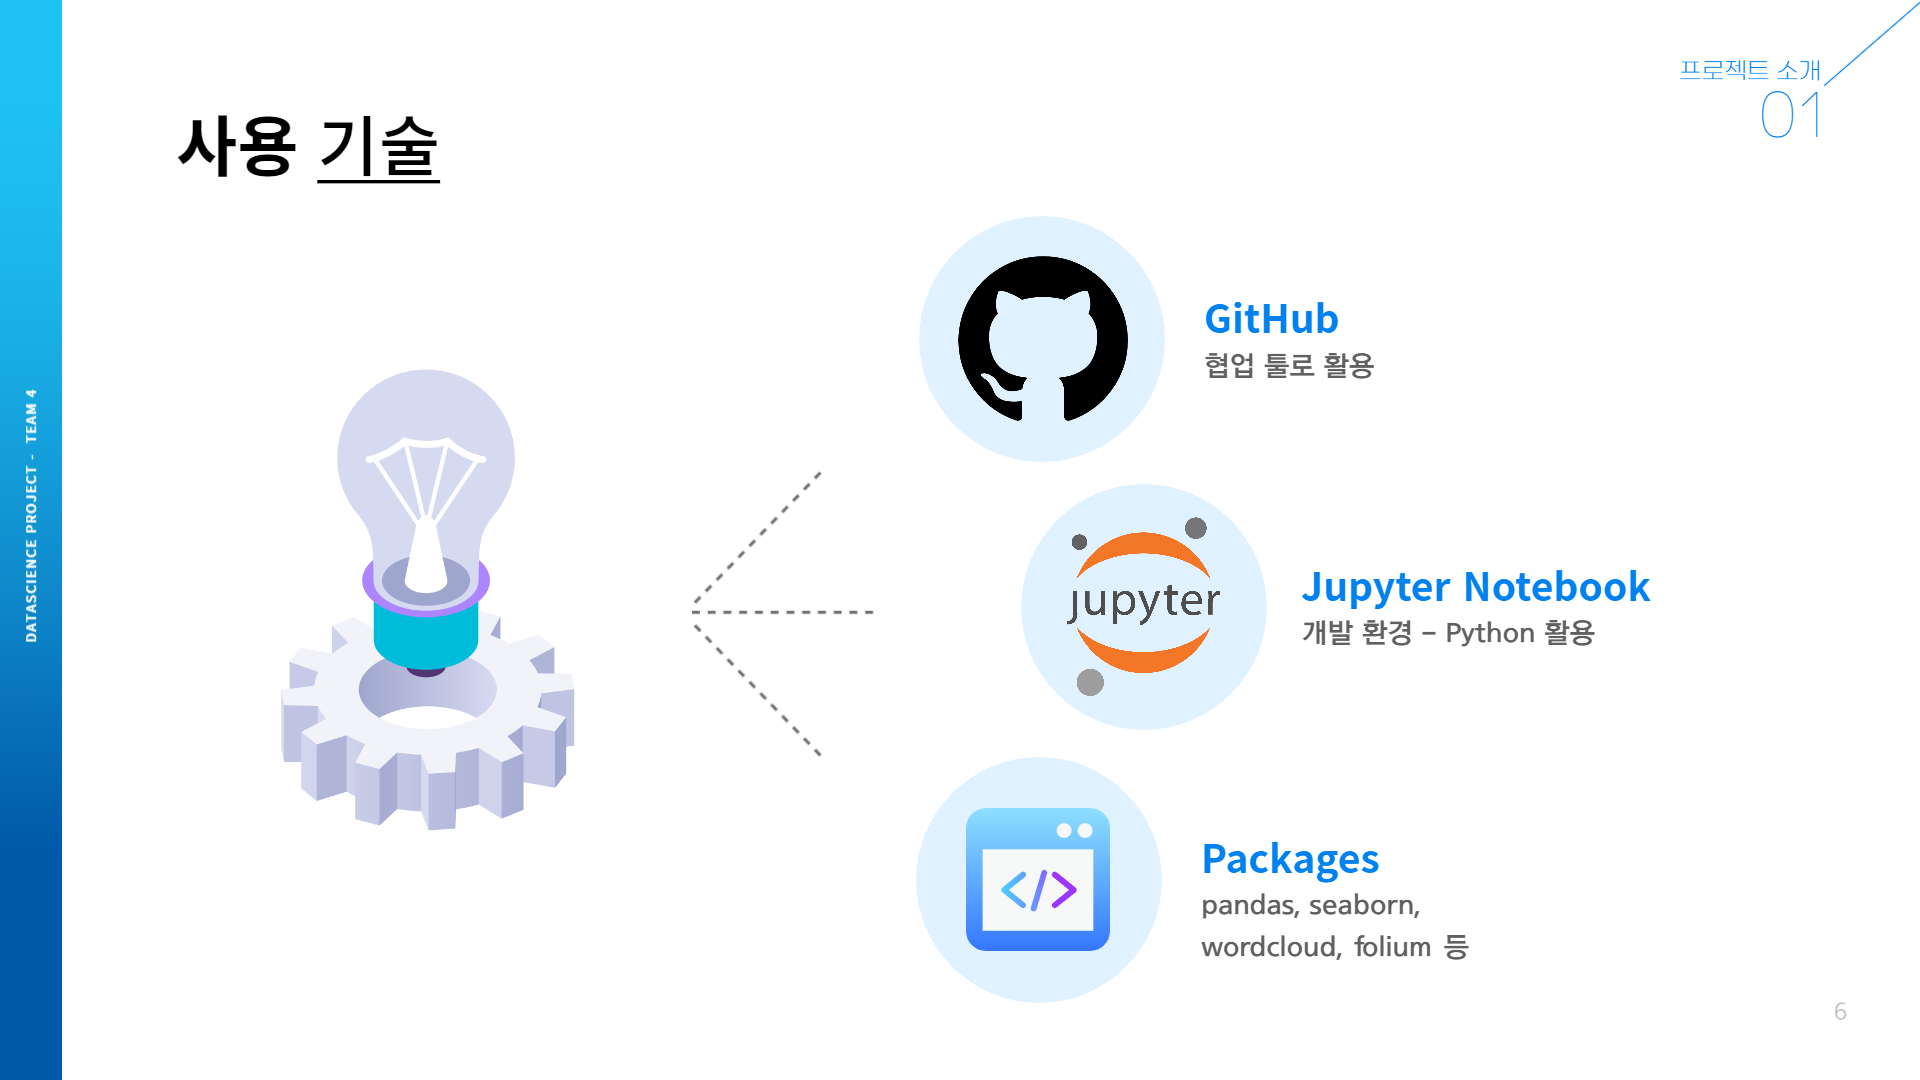 프로젝트 소개
01
사용 기술
DATASCIENCE PROJECT - TEAM 4
GitHub
협업 툴로 활용
jupyter
Jupyter Notebook
개발 환경 – Python 활용
</>
Packages
pandas, seaborn,
wordcloud, folium 등
6